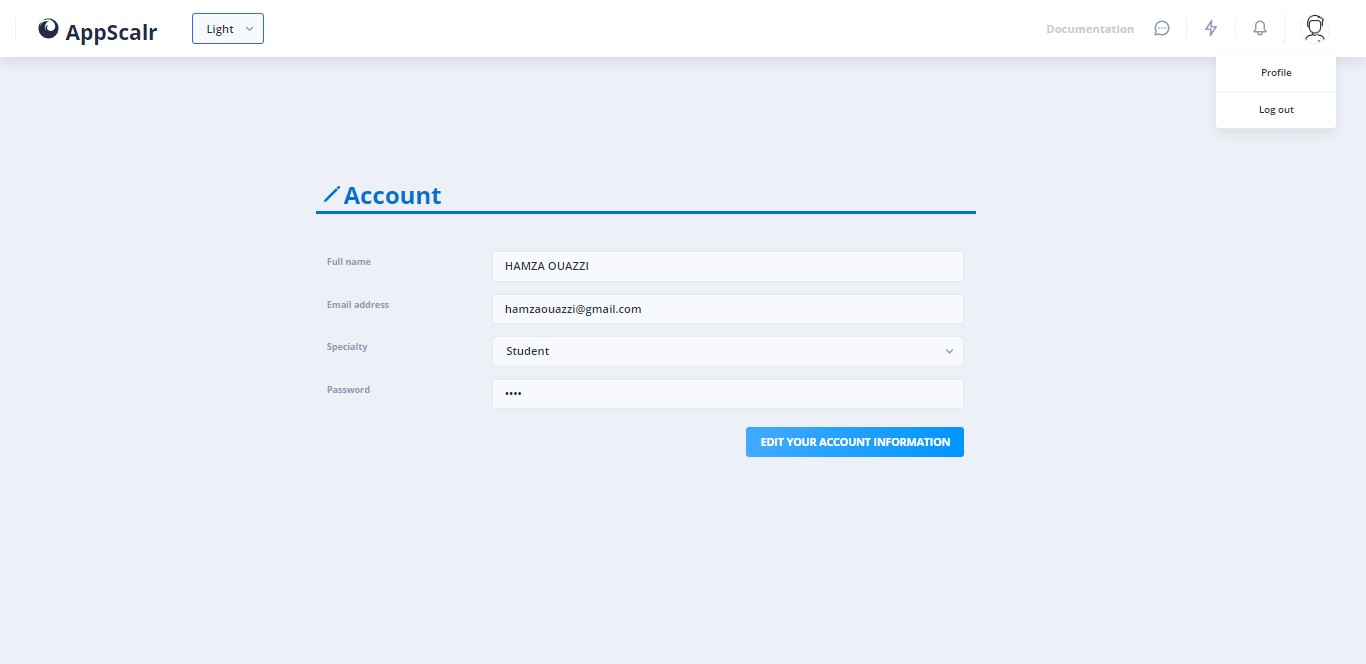 AppScalr
Light
Documentation
Profile
Log out
Account
Full name
HAMZA OUAZZI
Email address
hamzaouazzi@gmail.com
Specialty
Student
Password
••••
EDIT YOUR ACCOUNT INFORMATION